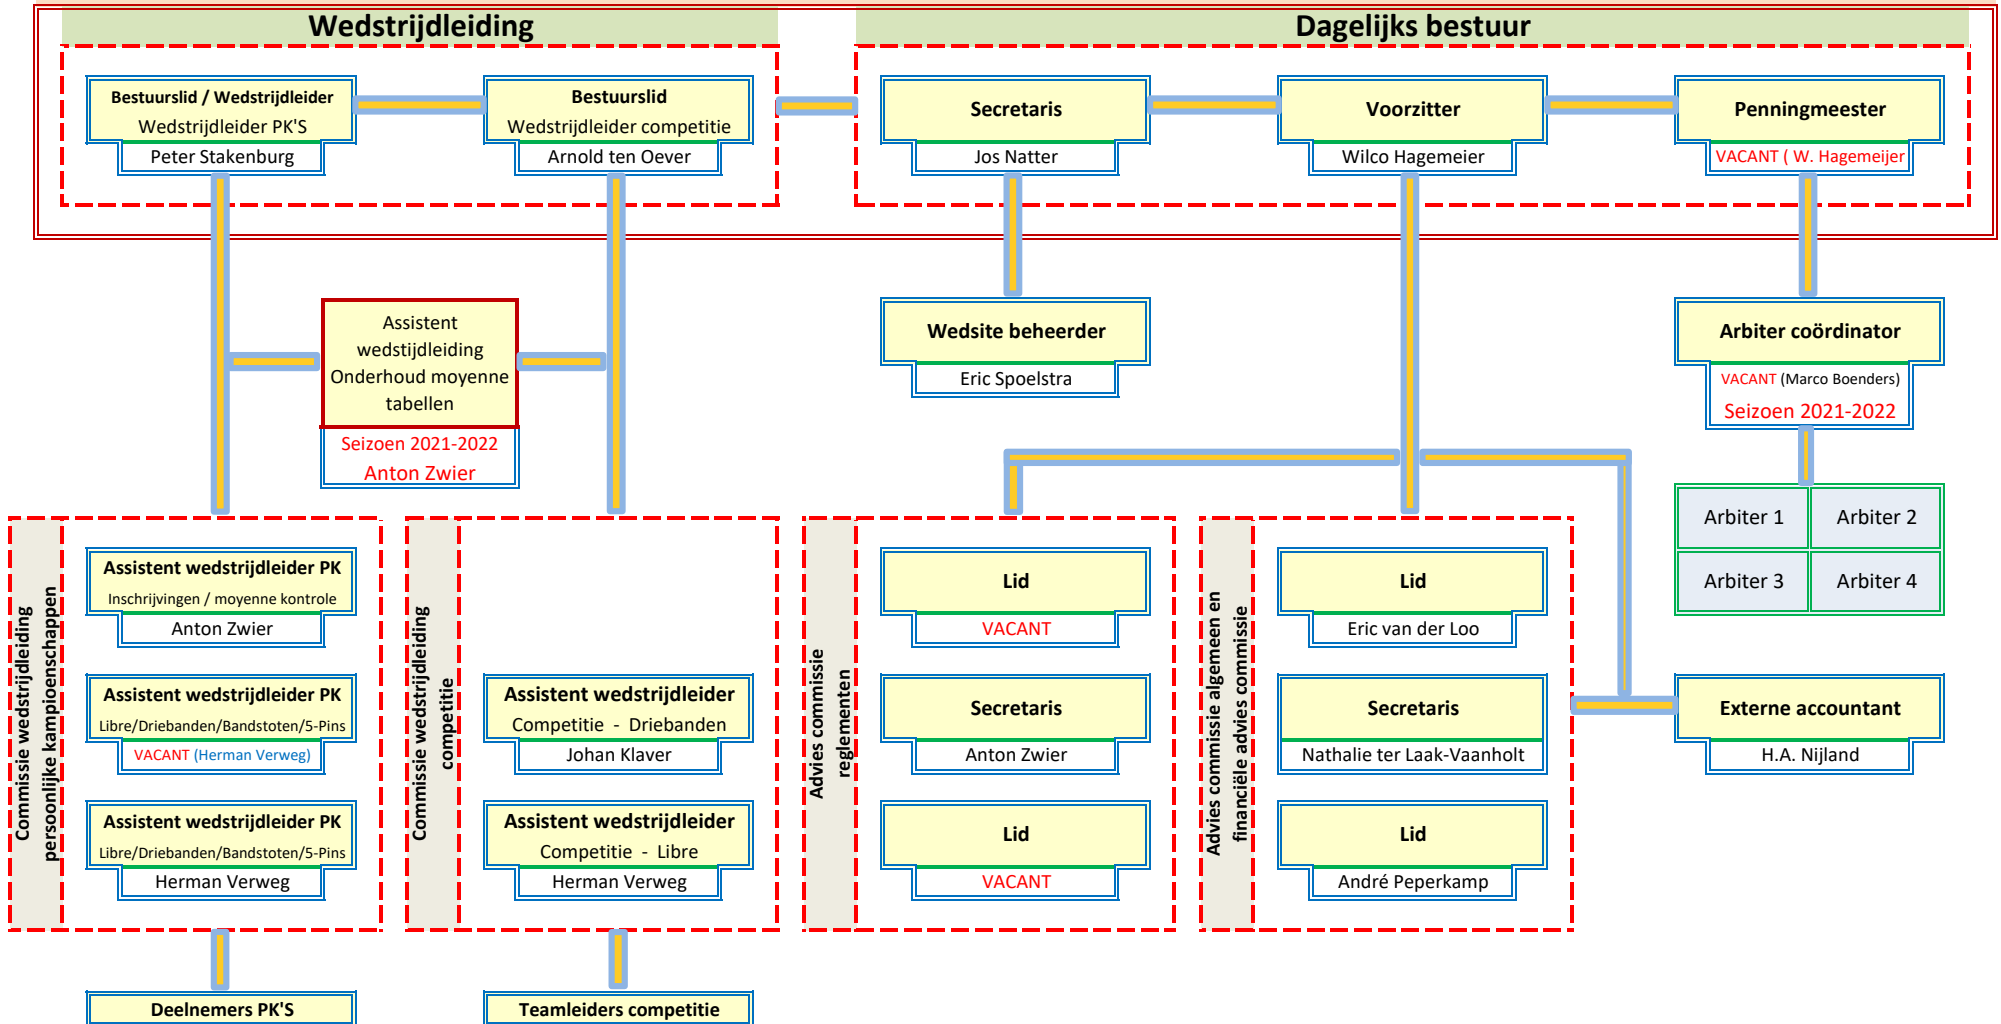 Wedstrijdleiding
Dagelijks bestuur
Bestuurslid / Wedstrijdleider
Wedstrijdleider PK'S
Peter Stakenburg
Bestuurslid
Wedstrijdleider competitie
Arnold ten Oever
Secretaris
Jos Natter
Voorzitter
Wilco Hagemeier
Penningmeester
VACANT ( W. Hagemeijer
Assistent
wedstijdleiding
Onderhoud moyenne
tabellen
Seizoen 2021-2022
Anton Zwier
Wedsite beheerder
Eric Spoelstra
Arbiter coördinator
VACANT (Marco Boenders)
Seizoen 2021-2022
Arbiter 1
Arbiter 2
Arbiter 3
Arbiter 4
Commissie wedstrijdleiding
persoonlijke kampioenschappen
Assistent wedstrijdleider PK
Inschrijvingen / moyenne kontrole
Anton Zwier
Assistent wedstrijdleider PK
Libre/Driebanden/Bandstoten/5-Pins
VACANT (Herman Verweg)
Assistent wedstrijdleider PK
Libre/Driebanden/Bandstoten/5-Pins
Herman Verweg
Commissie wedstrijdleiding
competitie
Assistent wedstrijdleider
Competitie - Driebanden
Johan Klaver
Assistent wedstrijdleider
Competitie - Libre
Herman Verweg
Advies commissie
reglementen
Lid
VACANT
Secretaris
Anton Zwier
Lid
VACANT
Advies commissie algemeen en
financiële advies commissie
Lid
Eric van der Loo
Secretaris
Nathalie ter Laak-Vaanholt
Lid
André Peperkamp
Externe accountant
H.A. Nijland
Deelnemers PK'S
Teamleiders competitie